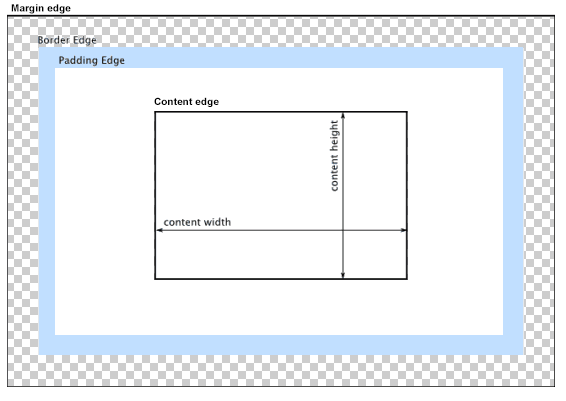 Margin edge
Border Edge
Padding Edge
Content edge
content height
content width